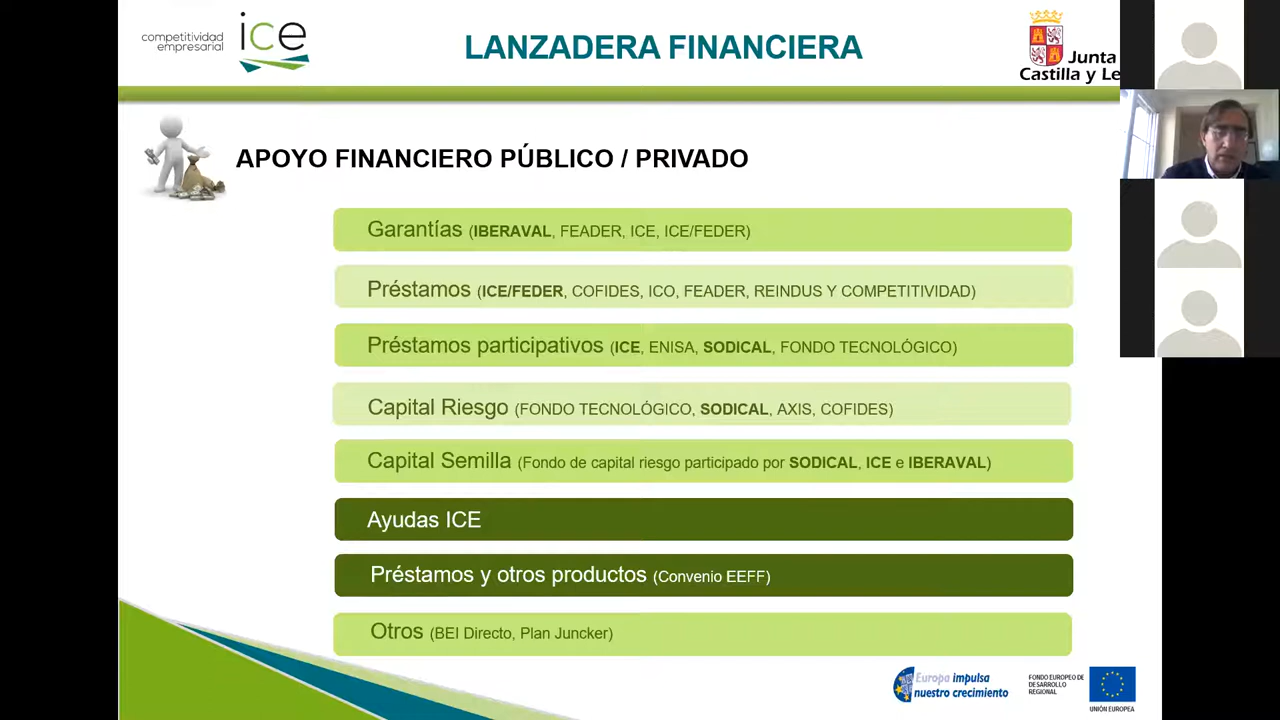 competitividad
empresarial
ice
LANZADERA FINANCIERA
Junta
Castilla y Le
APOYO FINANCIERO PÚBLICO / PRIVADO
Garantías (IBERAVAL, FEADER, ICE, ICE/FEDER)
Préstamos (ICE/FEDER, COFIDES, ICO, FEADER, REINDUS Y COMPETITIVIDAD)
Préstamos participativos (ICE, ENISA, SODICAL, FONDO TECNOLÓGICO)
Capital Riesgo (FONDO TECNOLÓGICO, SODICAL, AXIS, COFIDES)
Capital Semilla (Fondo de capital riesgo participado por SODICAL, ICE e IBERAVAL)
Ayudas ICE
Préstamos y otros productos (Convenio EEFF)
Otros (BEI Directo, Plan Juncker)
Europa impulsa
nuestro crecimiento
FONDO EUROPEO DE
DESARROLLO
REGIONAL
UNIÓN EUROPEA